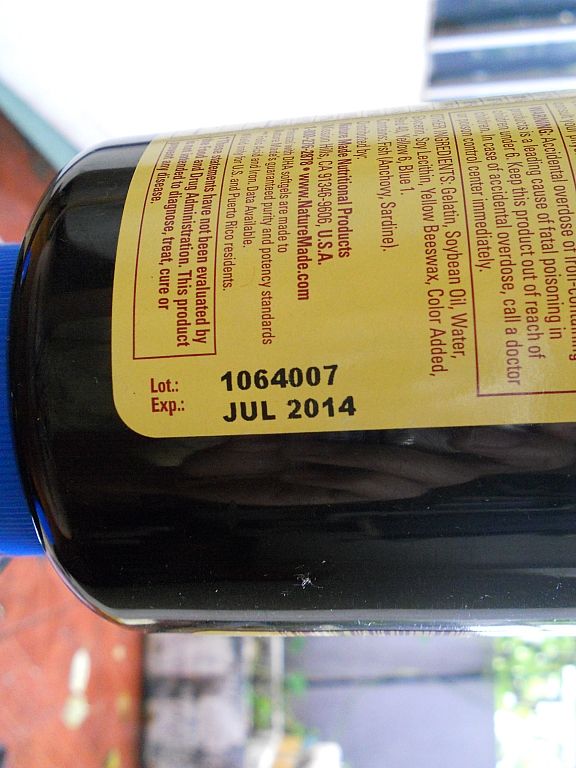 WARNING: Accidental overdose of iron-containing
is a leading cause of fatal poisoning in
under 6. Keep this product out of reach of
In case of accidental overdose, call a doctor
control center immediately.
INGREDIENTS: Gelatin, Soybean Oil, Water,
Soy Lecithin, Yellow Beeswax, Color Added,
Yellow 6, Blue 1.
Fish (Anchovy, Sardine).
by:
Made Nutritional Products
Hills, CA 91346-9606, U.S.A.
www.NatureMade.com
DHA softgels are made to
guaranteed purity and potency standards
Data Available.
for U.S. and Puerto Rico residents.
statements have not been evaluated by
and Drug Administration. This product
intended to diagnose, treat, cure or
any disease.
Lot.: 1064007
Exp.: JUL 2014